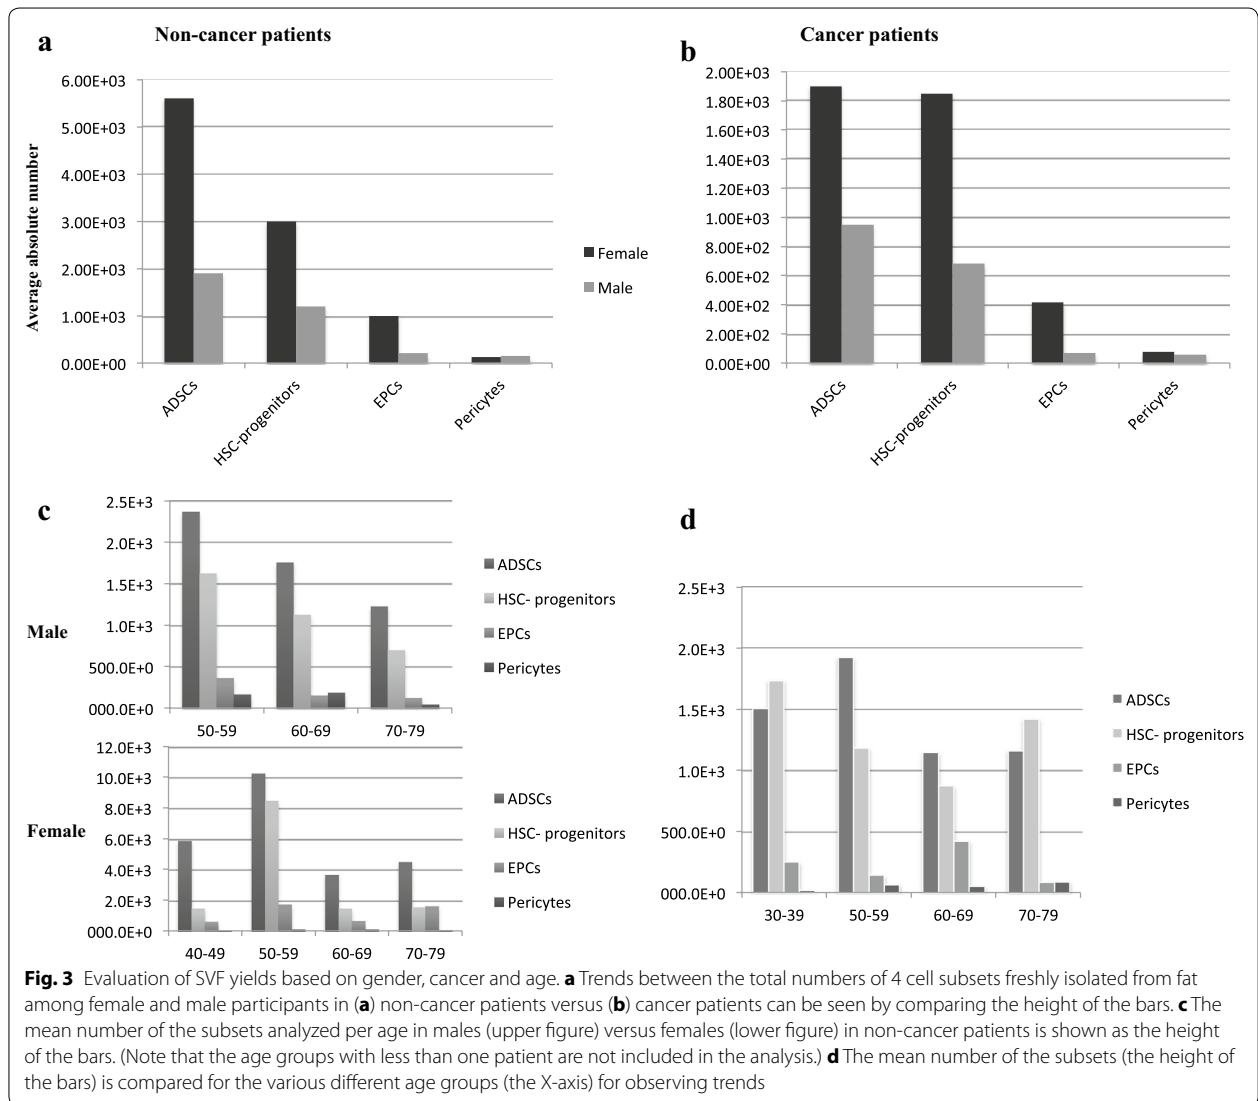 a
Non-cancer patients
Average absolute number
6.00E+03
5.00E+03
4.00E+03
3.00E+03
2.00E+03
1.00E+03
0.00E+00
ADSCs
HSC-progenitors
EPCs
Pericytes
Female
Male
b
Cancer patients
2.00E+03
1.80E+03
1.60E+03
1.40E+03
1.20E+03
1.00E+03
8.00E+02
6.00E+02
4.00E+02
2.00E+02
0.00E+00
ADSCs
HSC-progenitors
EPCs
Pericytes
c
Male
2.5E+3
2.0E+3
1.5E+3
1.0E+3
500.0E+0
000.0E+0
50-59
60-69
70-79
ADSCs
HSC- progenitors
EPCs
Pericytes
Female
12.0E+3
10.0E+3
8.0E+3
6.0E+3
4.0E+3
2.0E+3
000.0E+0
40-49
50-59
60-69
70-79
ADSCs
HSC- progenitors
EPCs
Pericytes
d
2.5E+3
2.0E+3
1.5E+3
1.0E+3
500.0E+0
000.0E+0
30-39
50-59
60-69
70-79
ADSCs
HSC- progenitors
EPCs
Pericytes
Fig. 3 Evaluation of SVF yields based on gender, cancer and age. a Trends between the total numbers of 4 cell subsets freshly isolated from fat
among female and male participants in (a) non-cancer patients versus (b) cancer patients can be seen by comparing the height of the bars. c The
mean number of the subsets analyzed per age in males (upper figure) versus females (lower figure) in non-cancer patients is shown as the height
of the bars. (Note that the age groups with less than one patient are not included in the analysis.) d The mean number of the subsets (the height of
the bars) is compared for the various different age groups (the X-axis) for observing trends